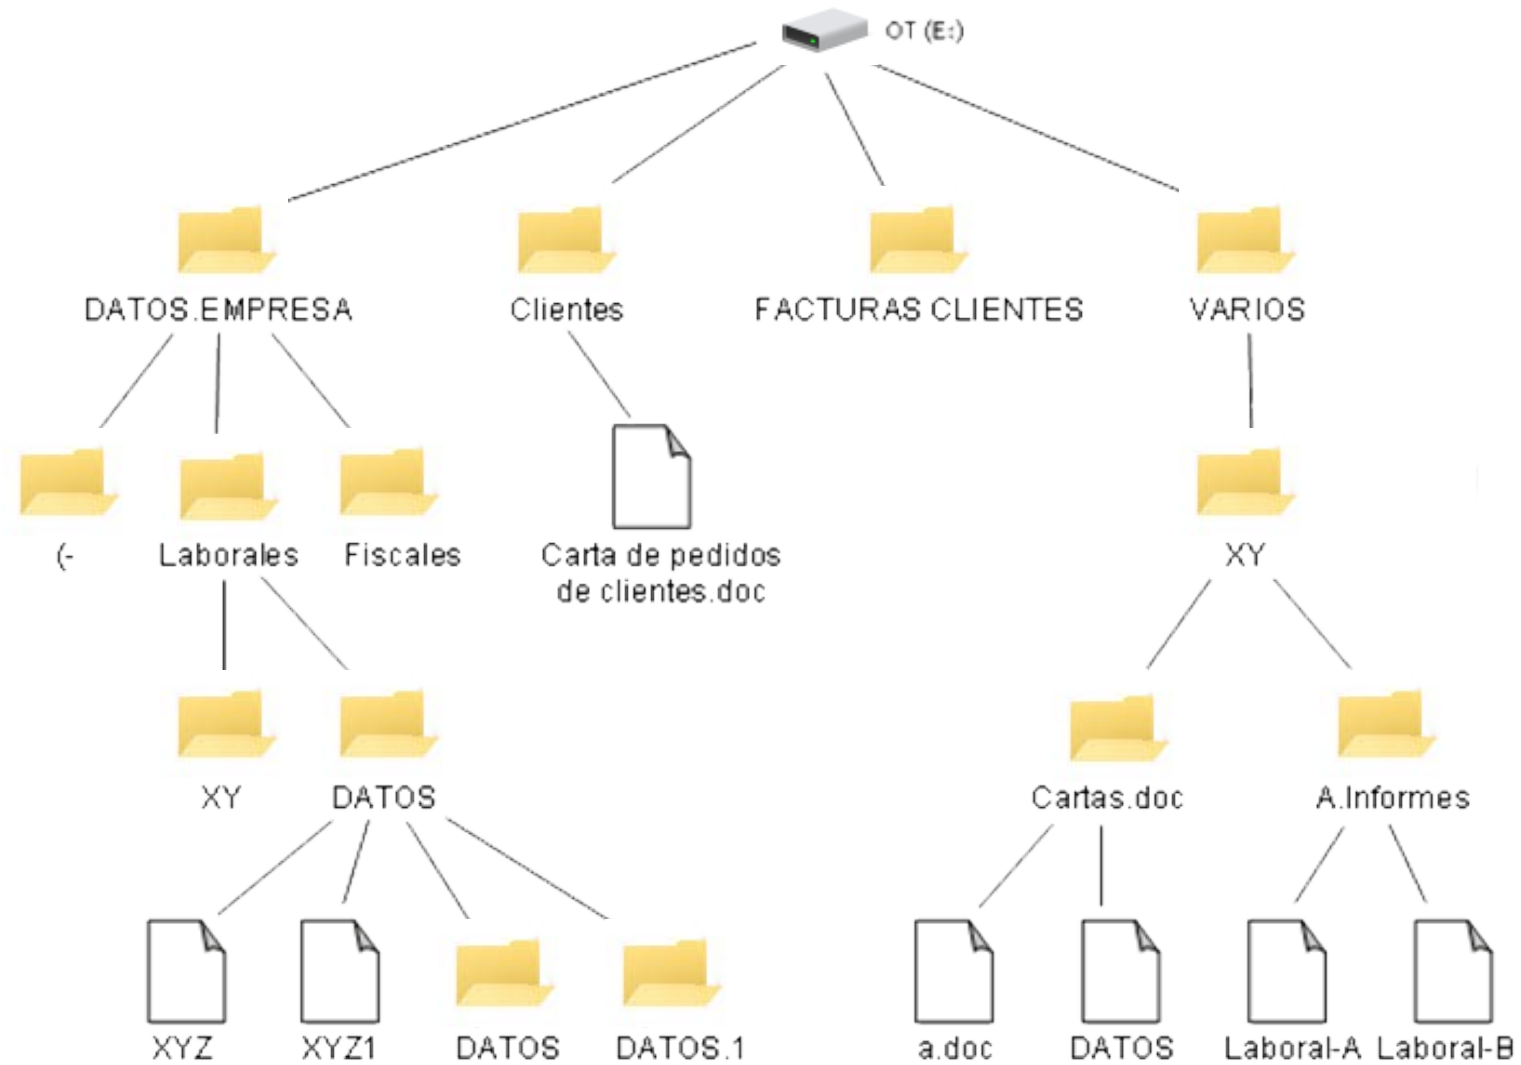 OT (E:)
DATOS.EMPRESA
Clientes
FACTURAS CLIENTES
VARIOS
(-
Laborales
Fiscales
Carta de pedidos
de clientes.doc
XY
XY
DATOS
Cartas.doc
A.Informes
XYZ
XYZ1
DATOS
DATOS.1
a.doc
DATOS
Laboral-A
Laboral-B